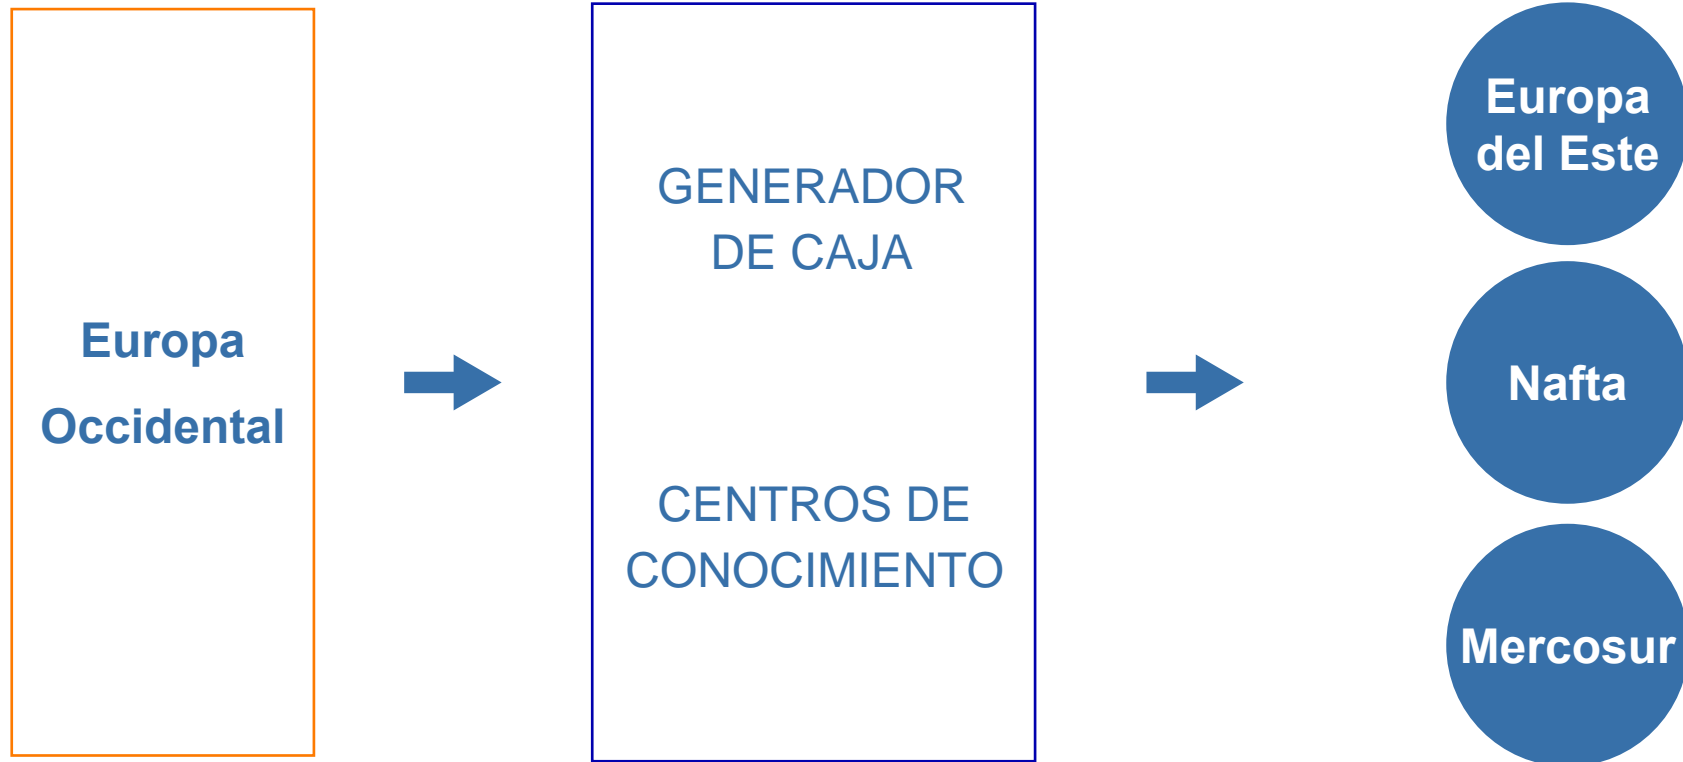 Europa
Occidental
GENERADOR
DE CAJA
CENTROS DE
CONOCIMIENTO
Europa
del Este
Nafta
Mercosur